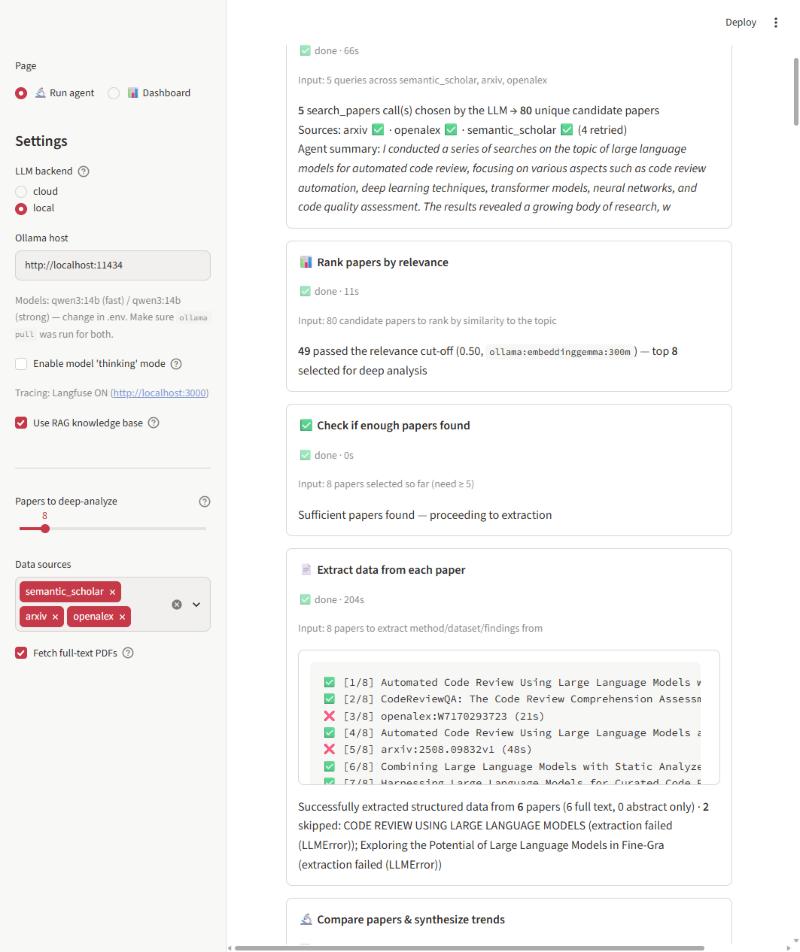 Deploy
Page
Run agent
Dashboard
Settings
LLM backend
cloud
local
Ollama host
http://localhost:11434
Models: qwen3:14b (fast) / qwen3:14b
(strong) — change in .env. Make sure ollama
pull was run for both.
Enable model 'thinking' mode
Tracing: Langfuse ON (http://localhost:3000)
Use RAG knowledge base
Papers to deep-analyze
8
Data sources
semantic_scholar ×
arxiv × openalex ×
Fetch full-text PDFs
done · 66s
Input: 5 queries across semantic_scholar, arxiv, openalex
5 search_papers call(s) chosen by the LLM → 80 unique candidate papers
Sources: arxiv ✅ · openalex ✅ · semantic_scholar ✅ (4 retried)
Agent summary: I conducted a series of searches on the topic of large language
models for automated code review, focusing on various aspects such as code review
automation, deep learning techniques, transformer models, neural networks, and
code quality assessment. The results revealed a growing body of research, w
Rank papers by relevance
done · 11s
Input: 80 candidate papers to rank by similarity to the topic
49 passed the relevance cut-off (0.50, ollama:embeddinggemma:300m ) — top 8
selected for deep analysis
Check if enough papers found
done · 0s
Input: 8 papers selected so far (need ≥ 5)
Sufficient papers found — proceeding to extraction
Extract data from each paper
done · 204s
Input: 8 papers to extract method/dataset/findings from
✅ [1/8] Automated Code Review Using Large Language Models w
✅ [2/8] CodeReviewQA: The Code Review Comprehension Assessm
❌ [3/8] openalex:W7170293723 (21s)
✅ [4/8] Automated Code Review Using Large Language Models a
❌ [5/8] arxiv:2508.09832v1 (48s)
✅ [6/8] Combining Large Language Models with Static Analyze
✅ [7/8] Harnessing Large Language Models for Curated Code R
Successfully extracted structured data from 6 papers (6 full text, 0 abstract only) · 2
skipped: CODE REVIEW USING LARGE LANGUAGE MODELS (extraction failed
(LLMError)); Exploring the Potential of Large Language Models in Fine-Gra
(extraction failed (LLMError))
Compare papers & synthesize trends